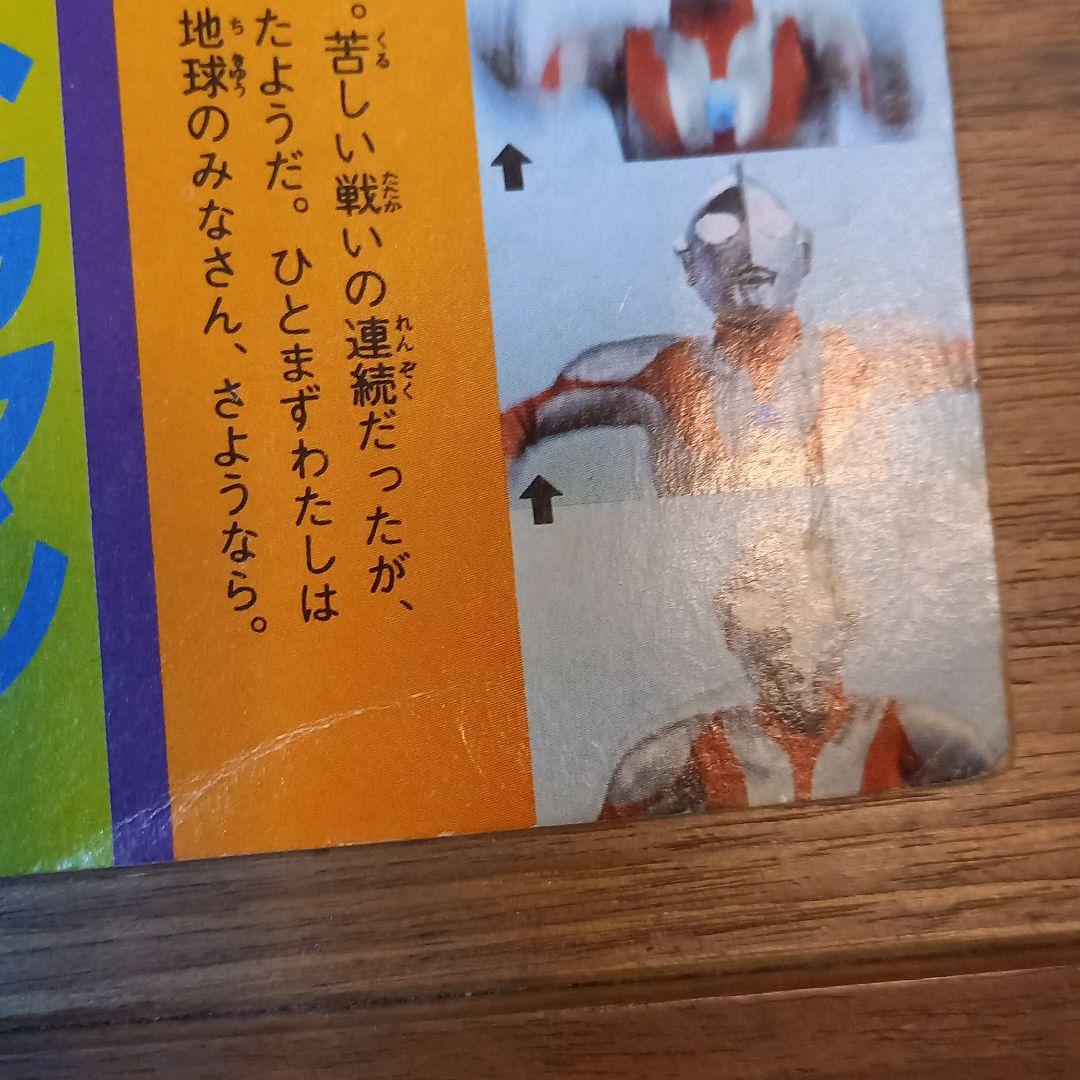 。苦しい戦いの連続だったが、
たようだ。ひとまずわたしは
地球のみなさん、さようなら。